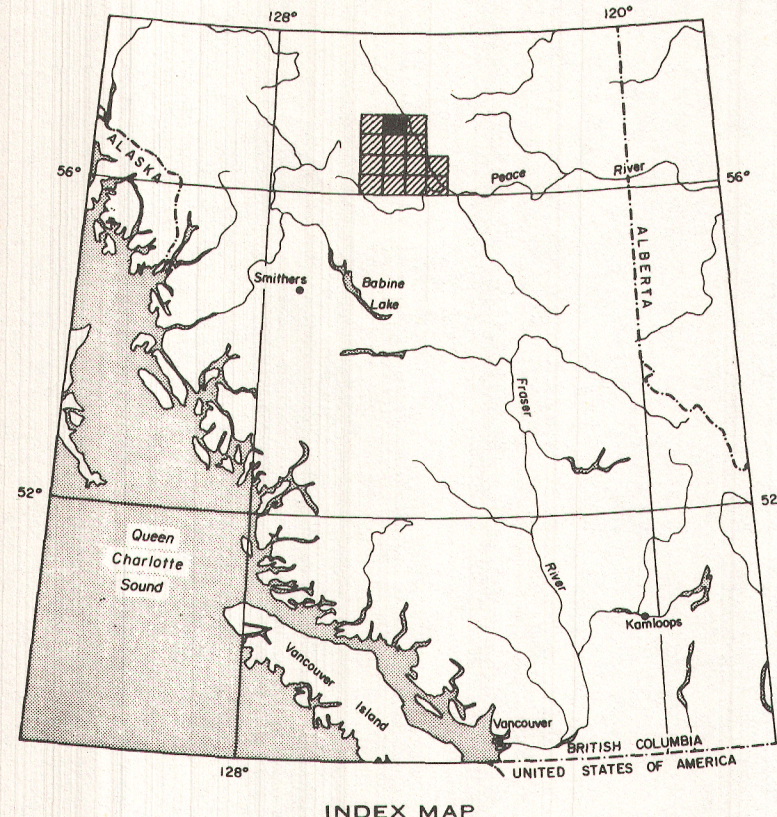 128°
120°
ALASKA
56°
Peace
River
56°
ALBERTA
Smithers
Babine
Lake
Fraser
52°
52
Queen
Charlotte
Sound
River
Kamloops
Vancouver
Island
Vancouver
BRITISH COLUMBIA
UNITED STATES OF AMERICA
128°
INDEX MAP